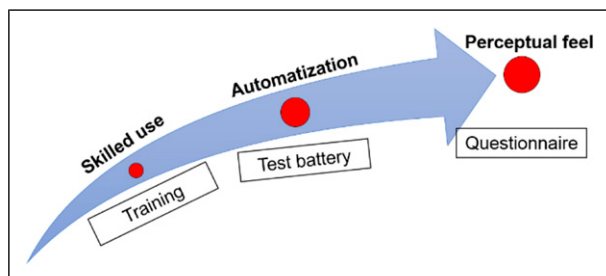 Skilled use
Training
Automatization
Test battery
Perceptual feel
Questionnaire